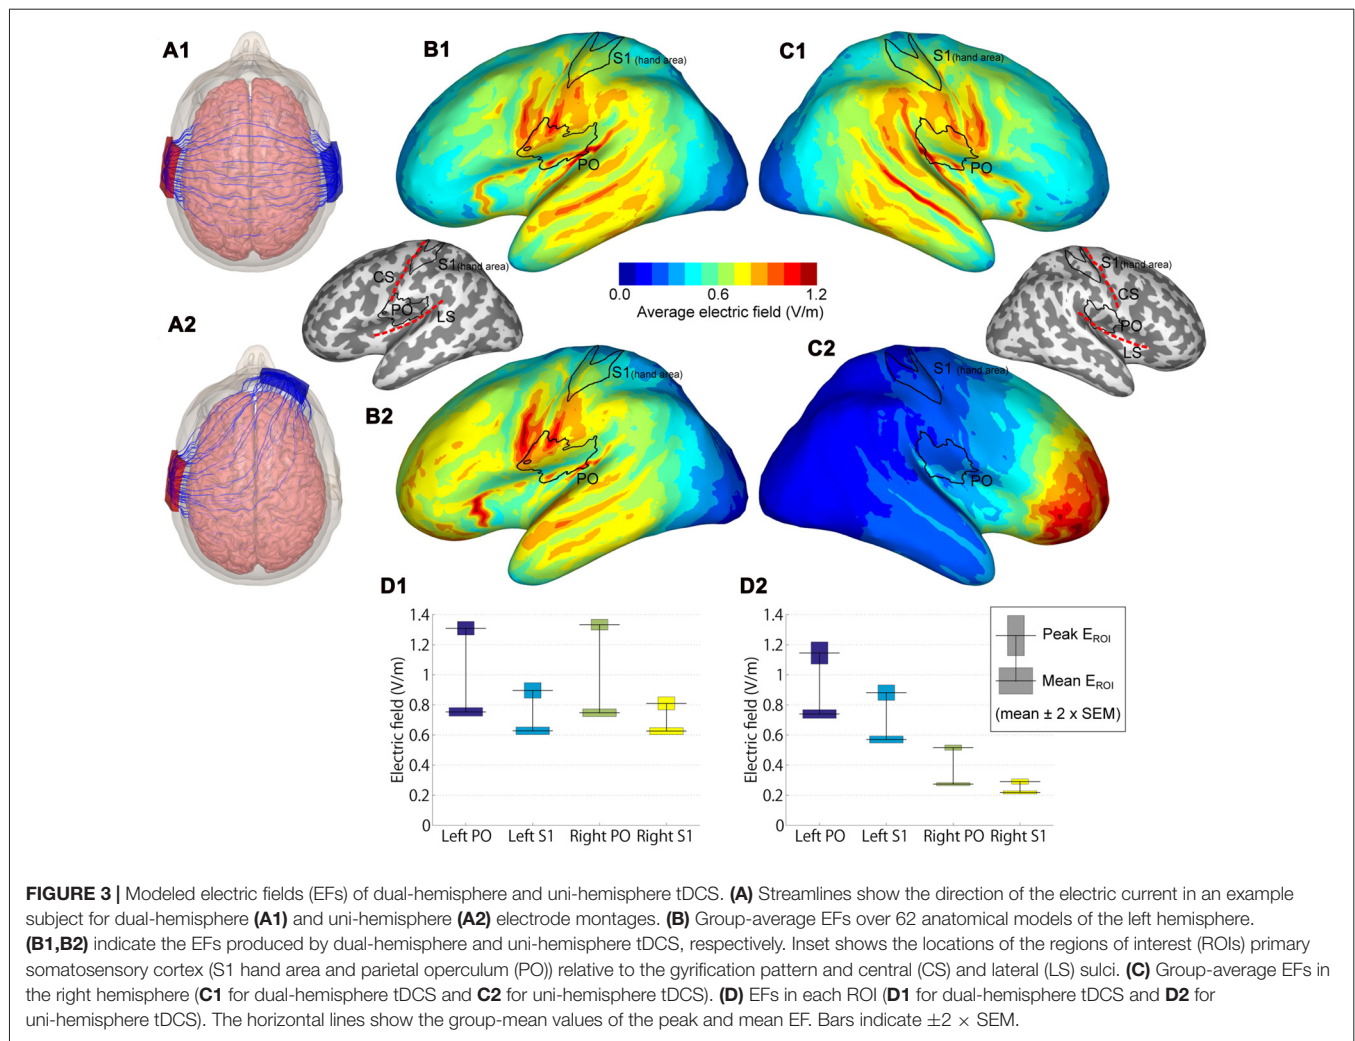 A1
B1
S1 (hand area)
PO
C1
S1 (hand area)
PO
CS
S1 (hand area)
PO
LS
0.0 0.6 1.2
Average electric field (V/m)
S1 (hand area)
CS
PO
LS
A2
B2
S1 (hand area)
PO
C2
S1 (hand area)
PO
D1
Electric field (V/m)
1.4
1.2
1
0.8
0.6
0.4
0.2
0
Left PO Left S1 Right PO Right S1
D2
Electric field (V/m)
1.4
1.2
1
0.8
0.6
0.4
0.2
0
Left PO Left S1 Right PO Right S1
Peak EROI
Mean EROI
(mean ± 2 x SEM)
FIGURE 3 | Modeled electric fields (EFs) of dual-hemisphere and uni-hemisphere tDCS. (A) Streamlines show the direction of the electric current in an example
subject for dual-hemisphere (A1) and uni-hemisphere (A2) electrode montages. (B) Group-average EFs over 62 anatomical models of the left hemisphere.
(B1,B2) indicate the EFs produced by dual-hemisphere and uni-hemisphere tDCS, respectively. Inset shows the locations of the regions of interest (ROIs) primary
somatosensory cortex (S1 hand area and parietal operculum (PO)) relative to the gyrification pattern and central (CS) and lateral (LS) sulci. (C) Group-average EFs in
the right hemisphere (C1 for dual-hemisphere tDCS and C2 for uni-hemisphere tDCS). (D) EFs in each ROI (D1 for dual-hemisphere tDCS and D2 for
uni-hemisphere tDCS). The horizontal lines show the group-mean values of the peak and mean EF. Bars indicate ±2 × SEM.